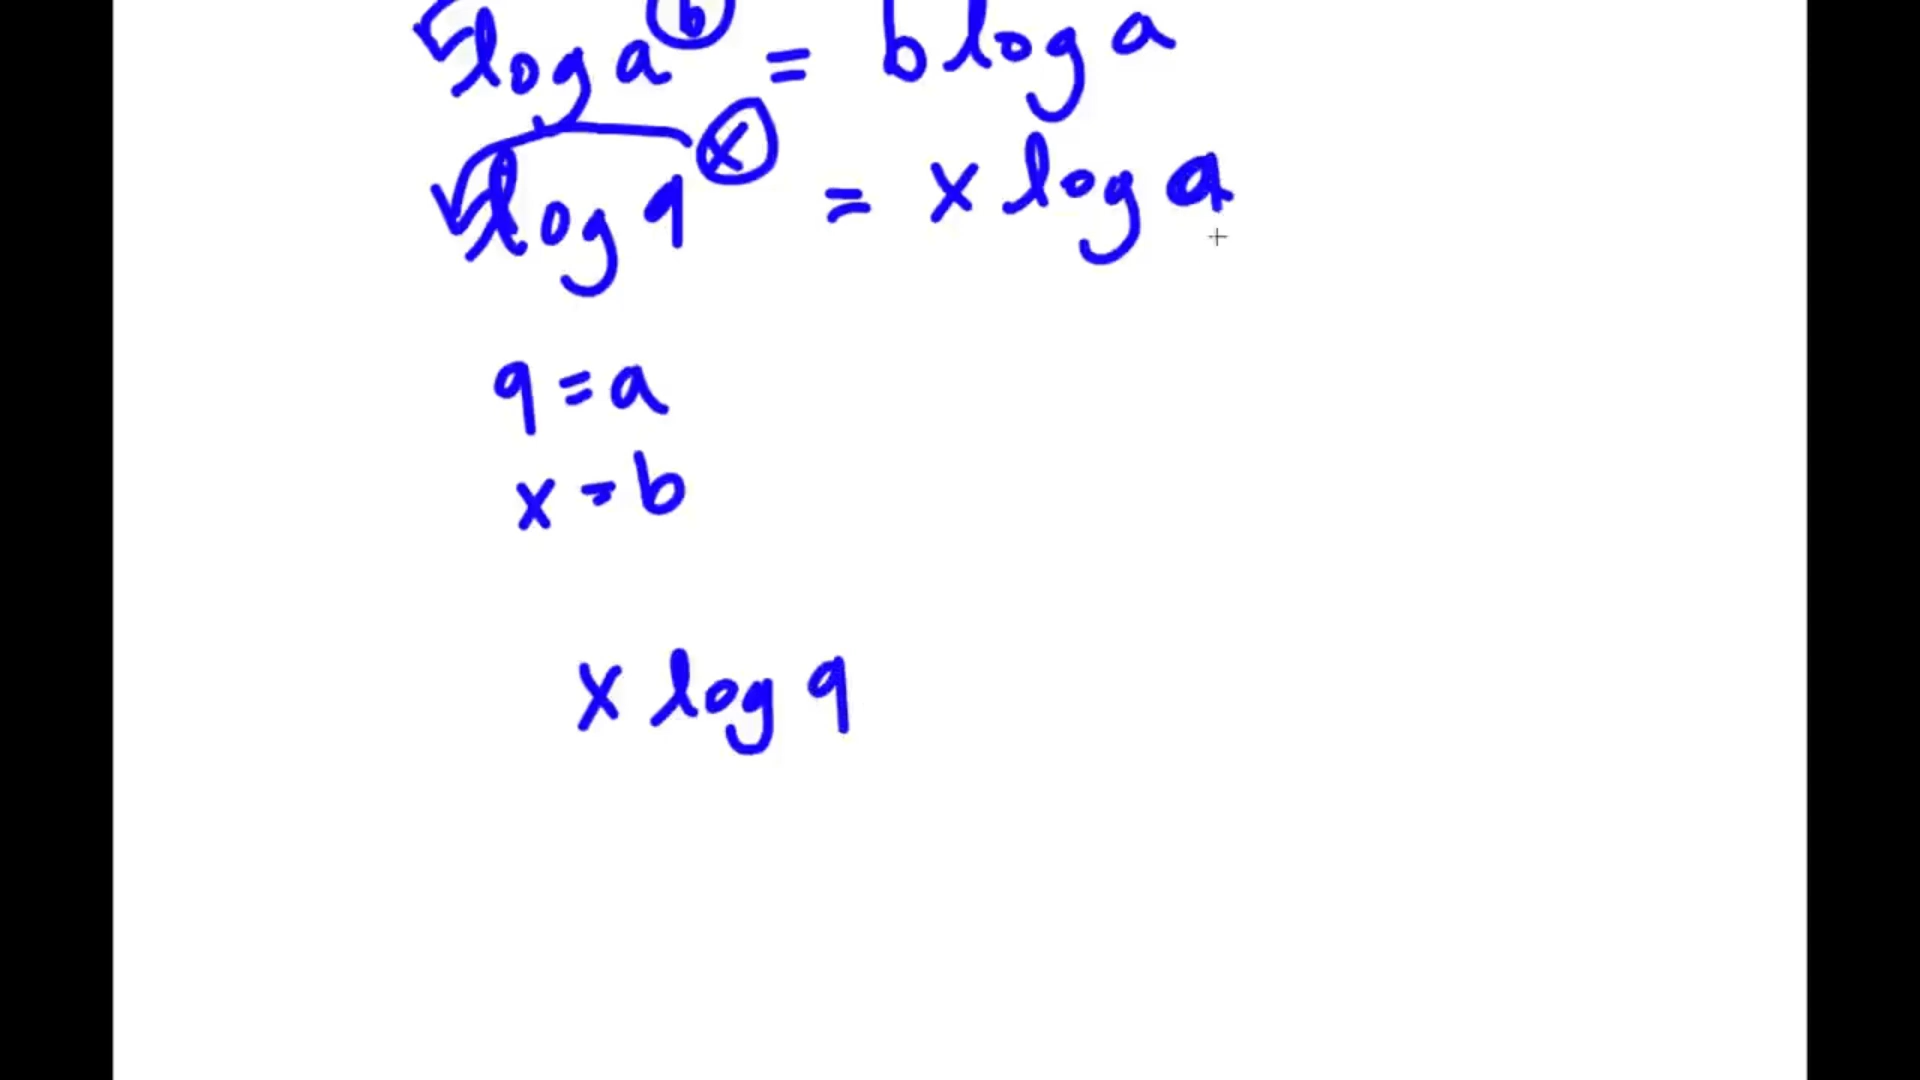 log a^b = b log a
log 9^x = x log a
9 = a
x = b
x log 9